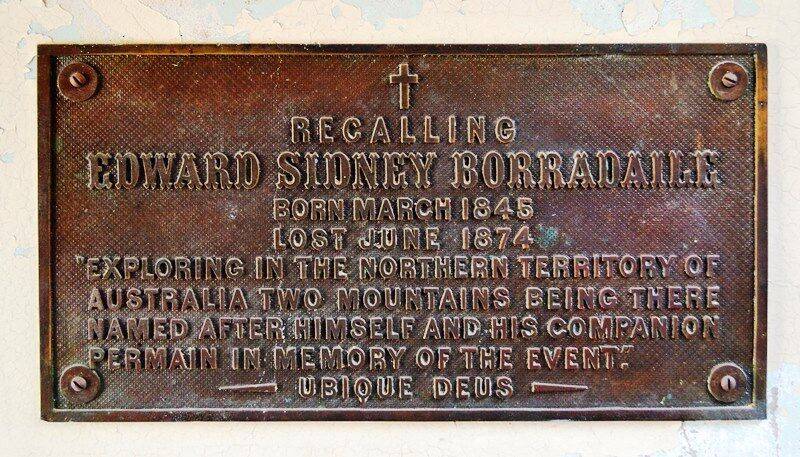 RECALLING
EDWARD SIDNEY BORRADAILE
BORN MARCH 1845
LOST JUNE 1874
"EXPLORING IN THE NORTHERN TERRITORY OF
AUSTRALIA TWO MOUNTAINS BEING THERE
NAMED AFTER HIMSELF AND HIS COMPANION
PERMAIN IN MEMORY OF THE EVENT."
UBIQUE DEUS